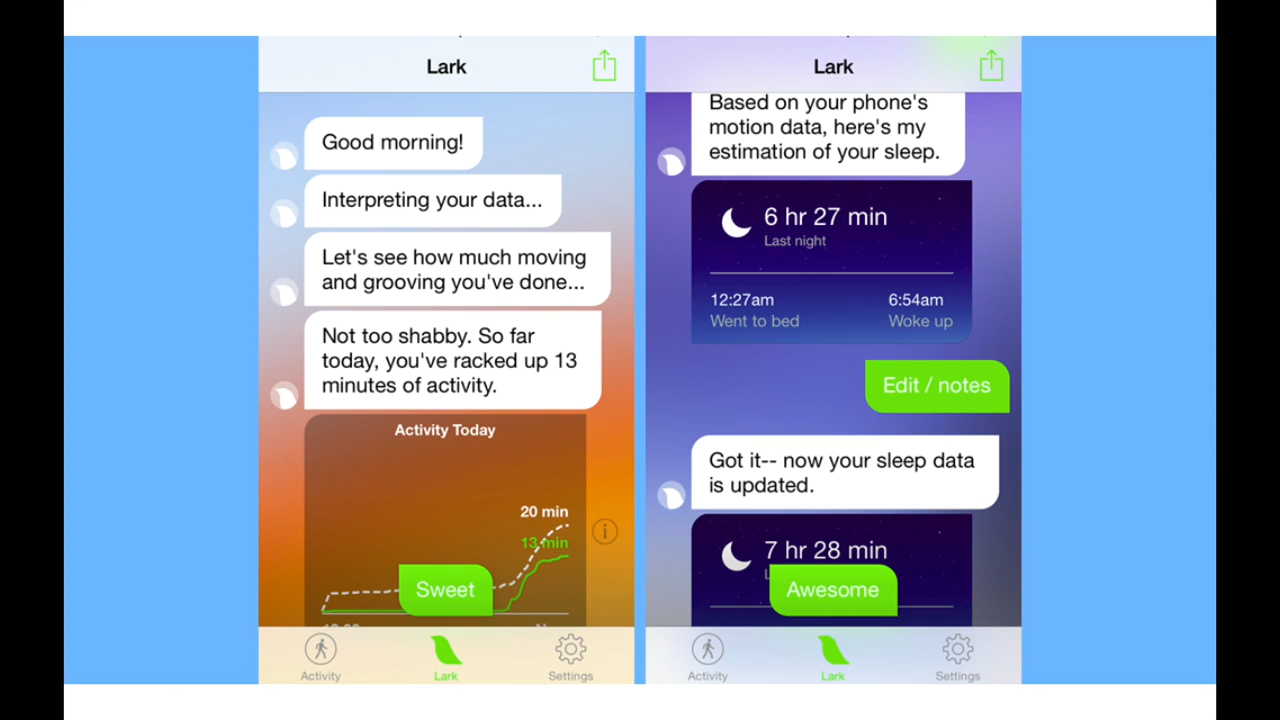 Lark
Good morning!
Interpreting your data...
Let's see how much moving
and grooving you've done...
Not too shabby. So far
today, you've racked up 13
minutes of activity.
Activity Today
20 min
13 min
Sweet
Activity
Lark
Settings
Lark
Based on your phone's
motion data, here's my
estimation of your sleep.
6 hr 27 min
Last night
12:27am
6:54am
Went to bed
Woke up
Edit / notes
Got it-- now your sleep data
is updated.
7 hr 28 min
Awesome
Activity
Lark
Settings